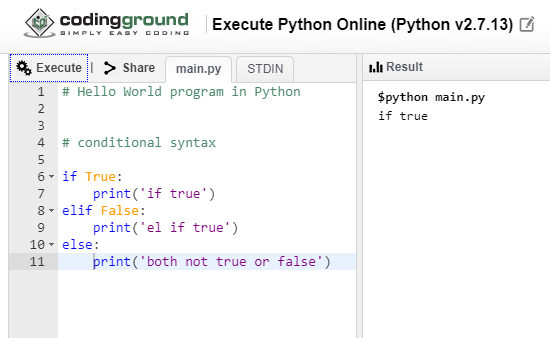 codingground
SIMPLY EASY CODING
Execute Python Online (Python v2.7.13)
Execute | Share main.py STDIN
1 # Hello World program in Python
2
3
4 # conditional syntax
5
6 if True:
7 print('if true')
8 elif False:
9 print('el if true')
10 else:
11 print('both not true or false')
Result
$python main.py
if true